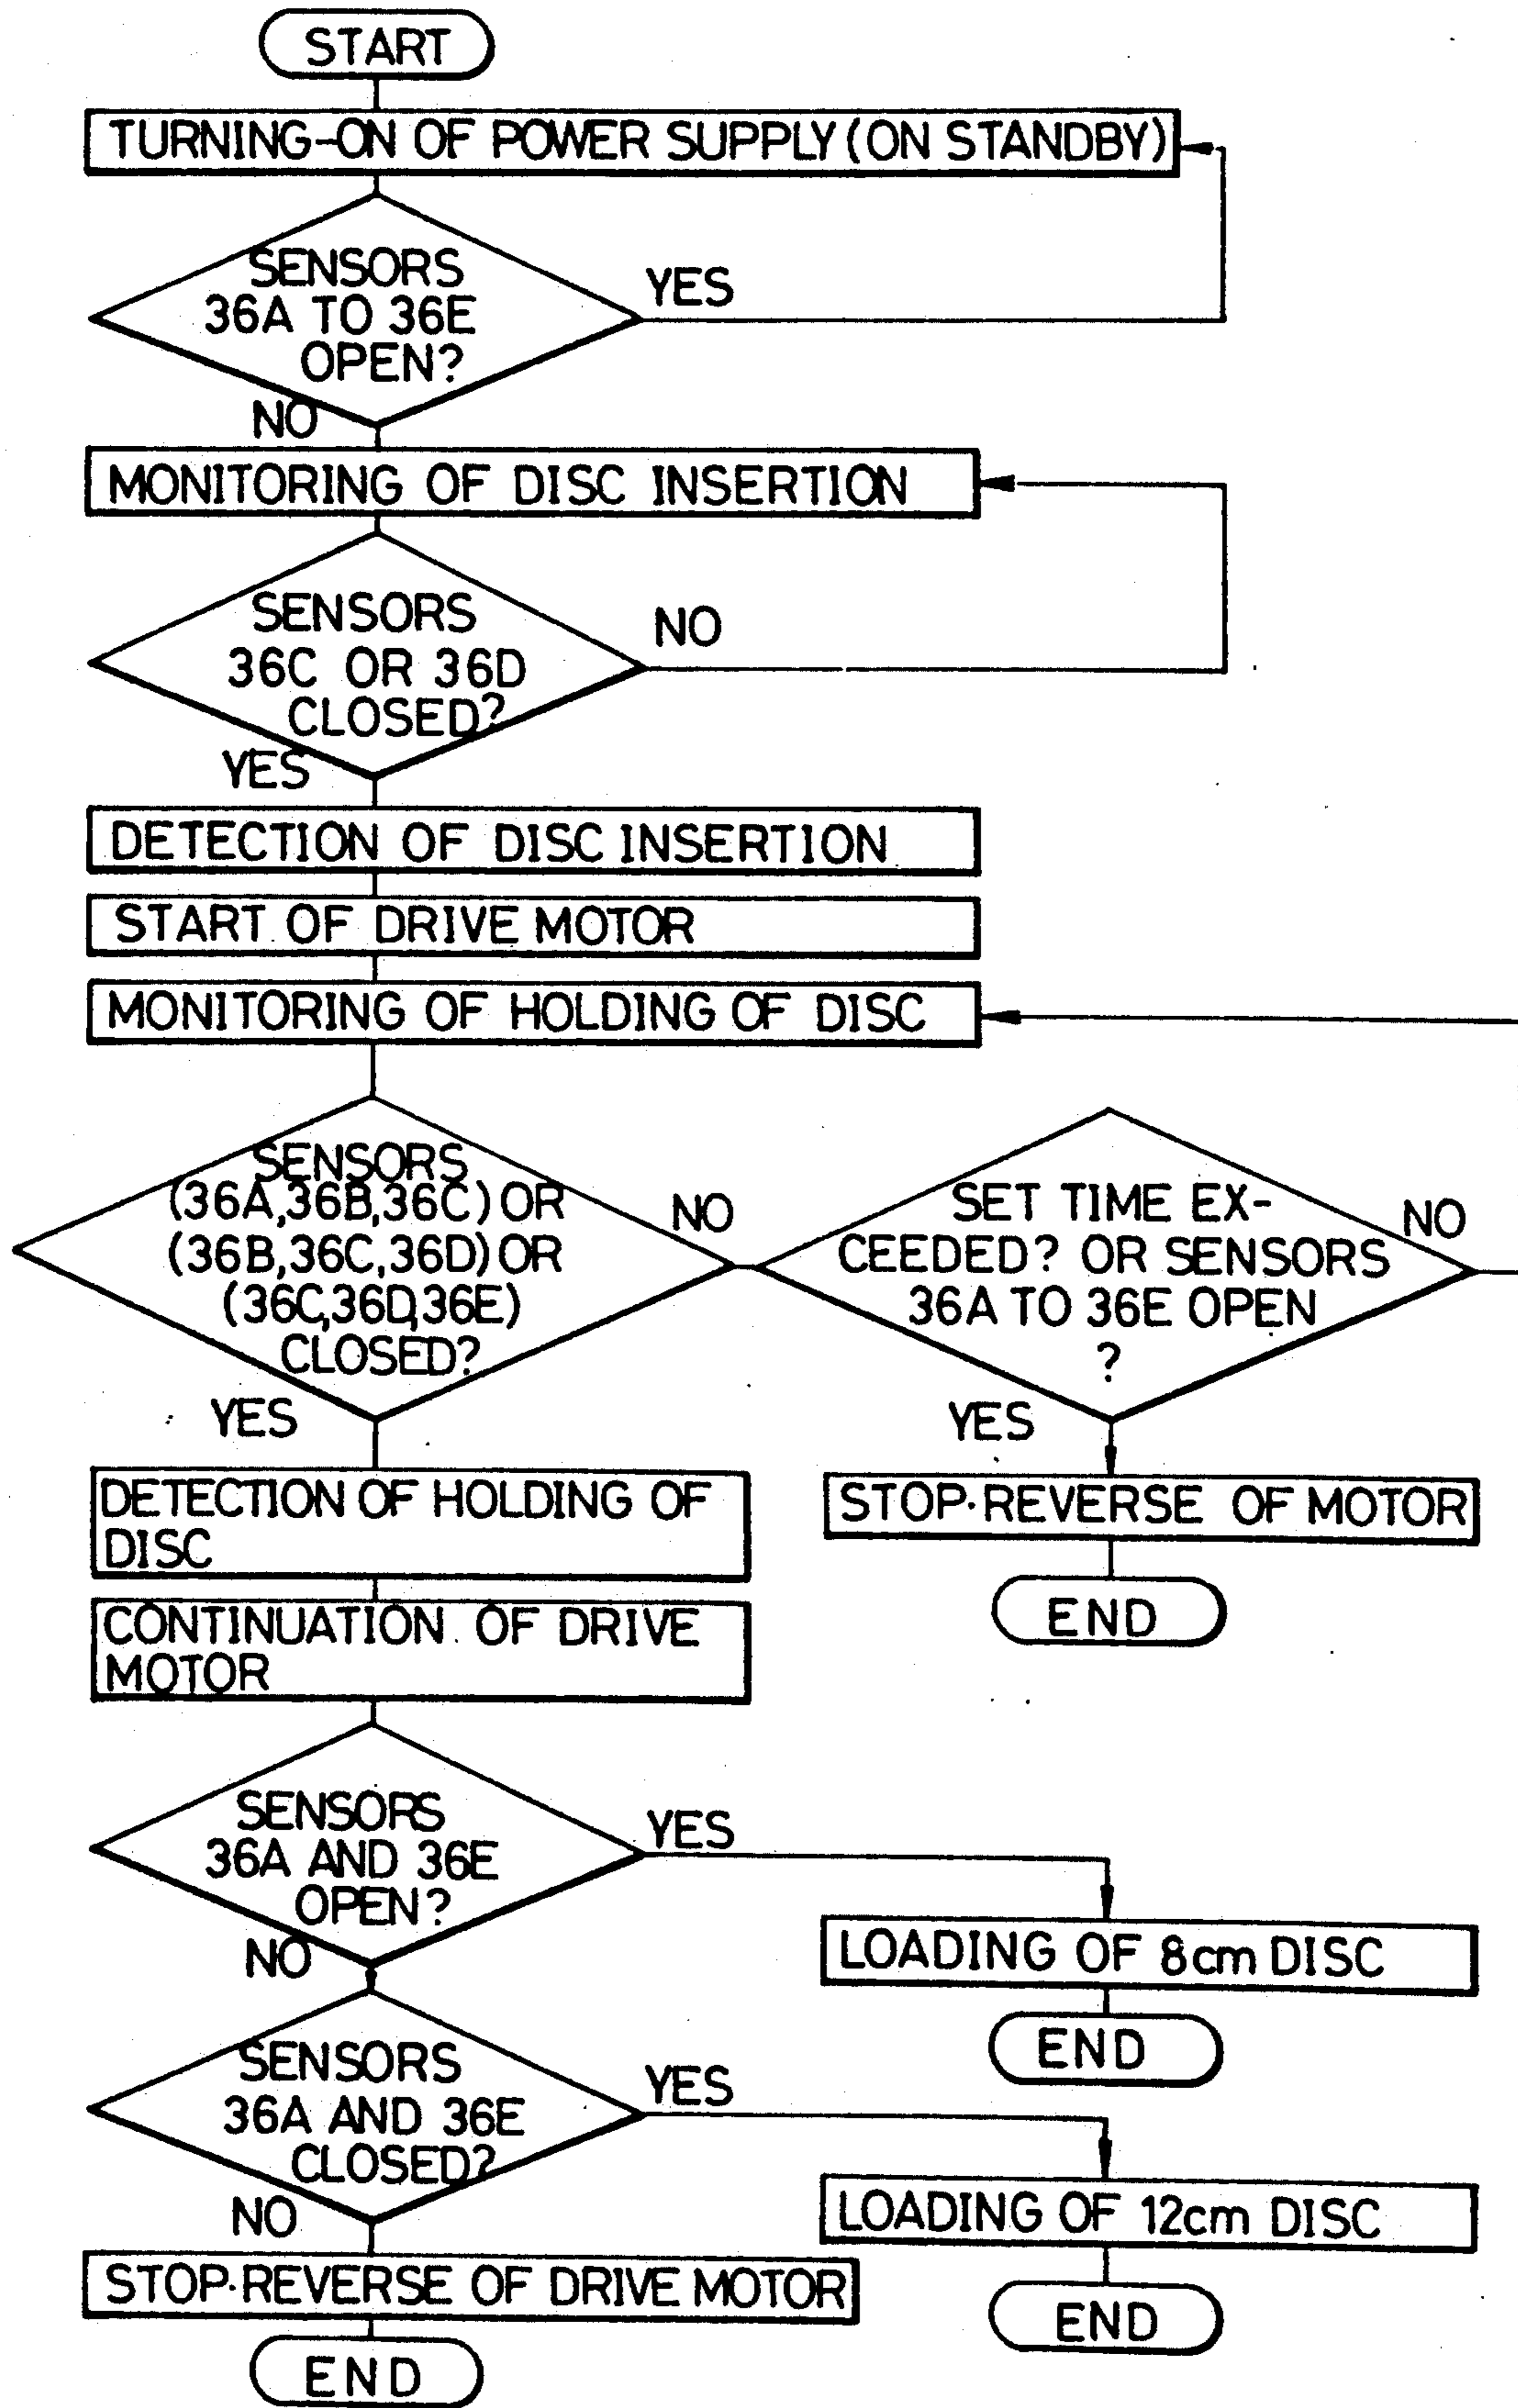 START
TURNING-ON OF POWER SUPPLY (ON STANDBY)
SENSORS
36A TO 36E
OPEN?
YES
NO
MONITORING OF DISC INSERTION
SENSORS
36C OR 36D
CLOSED?
NO
YES
DETECTION OF DISC INSERTION
START OF DRIVE MOTOR
MONITORING OF HOLDING OF DISC
SENSORS
(36A,36B,36C) OR
(36B,36C,36D) OR
(36C,36D,36E)
CLOSED?
NO
YES
SET TIME EX-
CEEDED? OR SENSORS
36A TO 36E OPEN
?
NO
YES
STOP·REVERSE OF MOTOR
END
DETECTION OF HOLDING OF
DISC
CONTINUATION OF DRIVE
MOTOR
SENSORS
36A AND 36E
OPEN?
YES
NO
LOADING OF 8cm DISC
END
SENSORS
36A AND 36E
CLOSED?
YES
NO
LOADING OF 12cm DISC
END
STOP·REVERSE OF DRIVE MOTOR
END